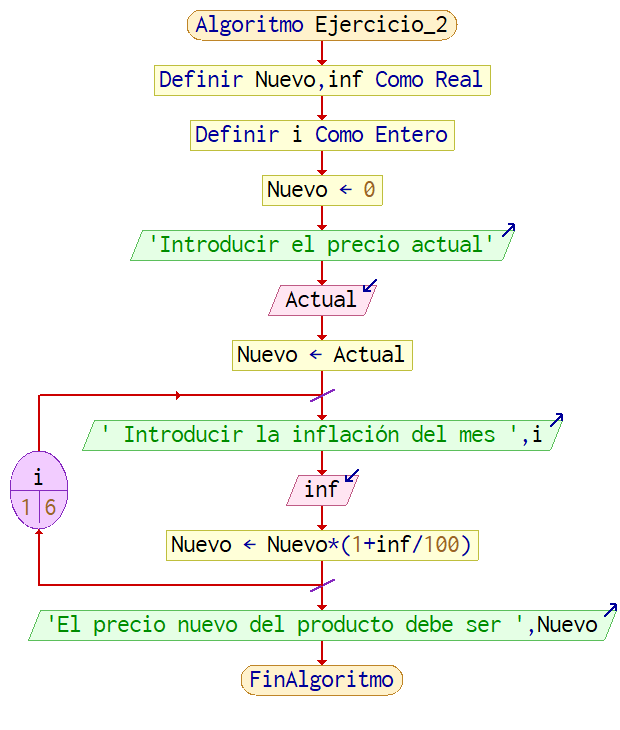 Algoritmo Ejercicio_2
Definir Nuevo,inf Como Real
Definir i Como Entero
Nuevo ← 0
'Introducir el precio actual'
Actual
Nuevo ← Actual
' Introducir la inflación del mes ',i
i
1 6
inf
Nuevo ← Nuevo*(1+inf/100)
'El precio nuevo del producto debe ser ',Nuevo
FinAlgoritmo